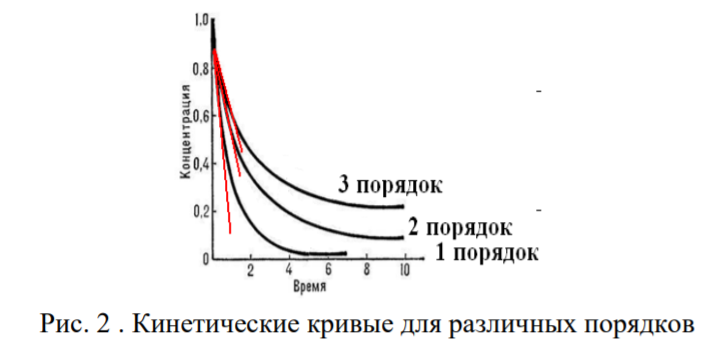 1,0
0,8
0,6
0,4
0,2
0
Концентрация
3 порядок
2 порядок
1 порядок
2 4 6 8 10
Время
Рис. 2 . Кинетические кривые для различных порядков